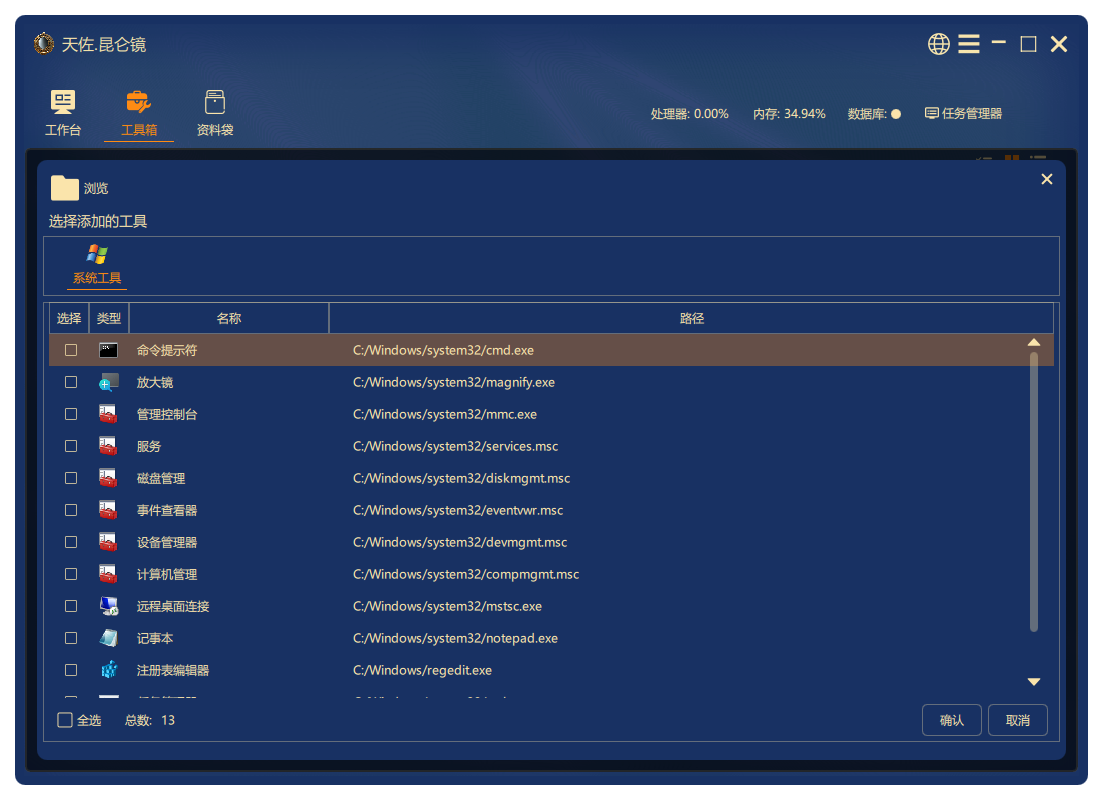 天佐.昆仑镜
工作台 工具箱 资料袋
处理器: 0.00% 内存: 34.94% 数据库: 任务管理器
浏览
选择添加的工具
系统工具
选择 类型 名称 路径
命令提示符 C:/Windows/system32/cmd.exe
放大镜 C:/Windows/system32/magnify.exe
管理控制台 C:/Windows/system32/mmc.exe
服务 C:/Windows/system32/services.msc
磁盘管理 C:/Windows/system32/diskmgmt.msc
事件查看器 C:/Windows/system32/eventvwr.msc
设备管理器 C:/Windows/system32/devmgmt.msc
计算机管理 C:/Windows/system32/compmgmt.msc
远程桌面连接 C:/Windows/system32/mstsc.exe
记事本 C:/Windows/system32/notepad.exe
注册表编辑器 C:/Windows/regedit.exe
全选 总数: 13 确认 取消